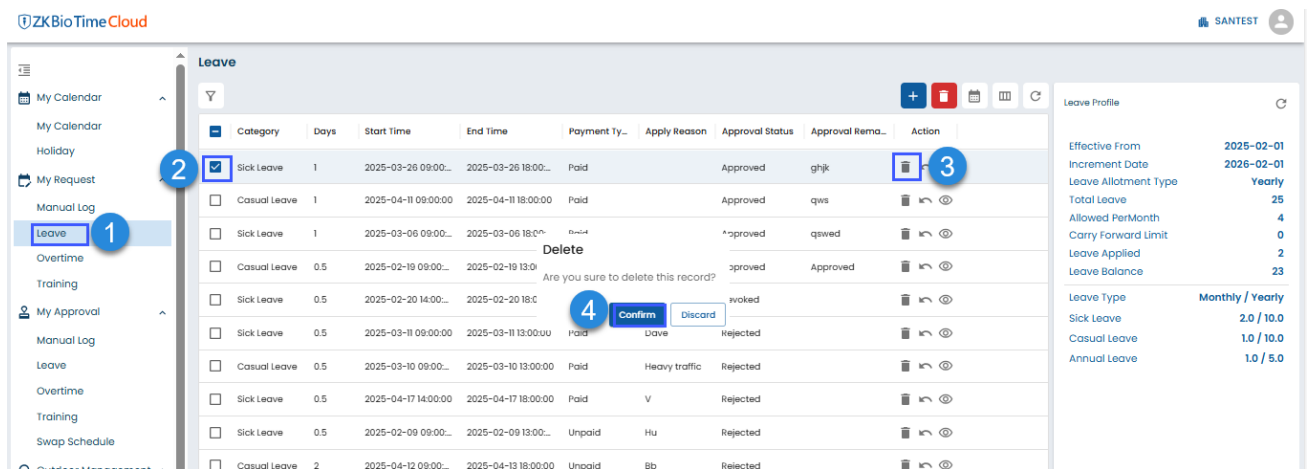 ZKBioTime Cloud
SANTEST
My Calendar
My Calendar
Holiday
My Request
Manual Log
Leave
1
Overtime
Training
My Approval
Manual Log
Leave
Overtime
Training
Swap Schedule
Outdoor Management
Leave
Category Days Start Time End Time Payment Ty... Apply Reason Approval Status Approval Rema... Action
2 Sick Leave 1 2025-03-26 09:00:... 2025-03-26 18:00:... Paid Approved ghjk 3
Casual Leave 1 2025-04-11 09:00:00 2025-04-11 18:00:00 Paid Approved qws
Sick Leave 1 2025-03-06 09:00:... 2025-03-06 18:00: Paid Approved qswed
Casual Leave 0.5 2025-02-19 09:00:... 2025-02-19 13:0 pproved Approved
Sick Leave 0.5 2025-02-20 14:00:... 2025-02-20 18:0 evoked
Sick Leave 0.5 2025-03-11 09:00:00 2025-03-11 13:00:00 Paid Dave Rejected
Casual Leave 0.5 2025-03-10 09:00:... 2025-03-10 13:00:00 Paid Heavy traffic Rejected
Sick Leave 0.5 2025-04-17 14:00:00 2025-04-17 18:00:00 Paid V Rejected
Sick Leave 0.5 2025-02-09 09:00:... 2025-02-09 13:00:... Unpaid Hu Rejected
Casual Leave 2 2025-04-12 09:00:... 2025-04-13 18:00:00 Unpaid Bb Rejected
Delete
Are you sure to delete this record?
4 Confirm Discard
Leave Profile
Effective From 2025-02-01
Increment Date 2026-02-01
Leave Allotment Type Yearly
Total Leave 25
Allowed PerMonth 4
Carry Forward Limit 0
Leave Applied 2
Leave Balance 23
Leave Type Monthly / Yearly
Sick Leave 2.0 / 10.0
Casual Leave 1.0 / 10.0
Annual Leave 1.0 / 5.0